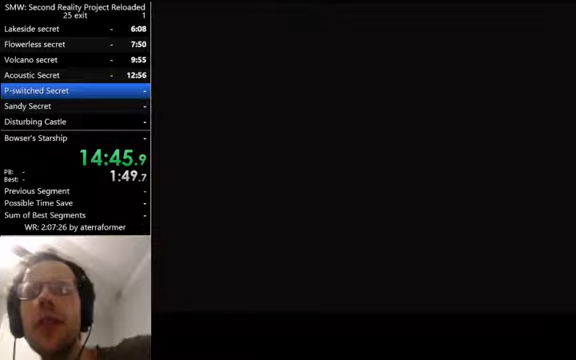 SMW: Second Reality Project Reloaded
25 exit 1
Lakeside secret - 6:08
Flowerless secret - 7:50
Volcano secret - 9:55
Acoustic Secret - 12:56
P-switched Secret -
Sandy Secret -
Disturbing Castle -
Bowser's Starship -
14:45.9
PB: -
Best: - 1:49.7
Previous Segment -
Possible Time Save -
Sum of Best Segments -
WR: 2:07:26 by aterraformer